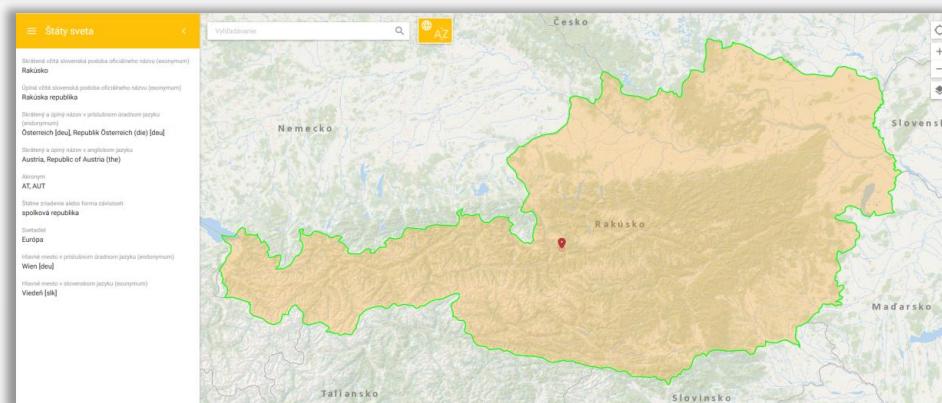 Štáty sveta
Skrátená vžitá slovenská podoba oficiálneho názvu (exonymum)
Rakúsko
Úplné vžité slovenská podoba oficiálneho názvu (exonymum)
Rakúska republika
Skrátený a úplný názov v príslušnom úradnom jazyku
(endonymum)
Österreich [deu], Republik Österreich (die) [deu]
Skrátený a úplný názov v anglickom jazyku
Austria, Republic of Austria (the)
Akronym
AT, AUT
Štátne zriadenie alebo forma závislosti
spolková republika
Svetadiel
Európa
Hlavné mesto v príslušnom úradnom jazyku (endonymum)
Wien [deu]
Hlavné mesto v slovenskom jazyku (exonymum)
Viedeň [slk]
Vyhľadávanie
AZ
Česko
Nemecko
Slovensk
Rakúsko
Maďarsko
Taliansko
Slovinsko